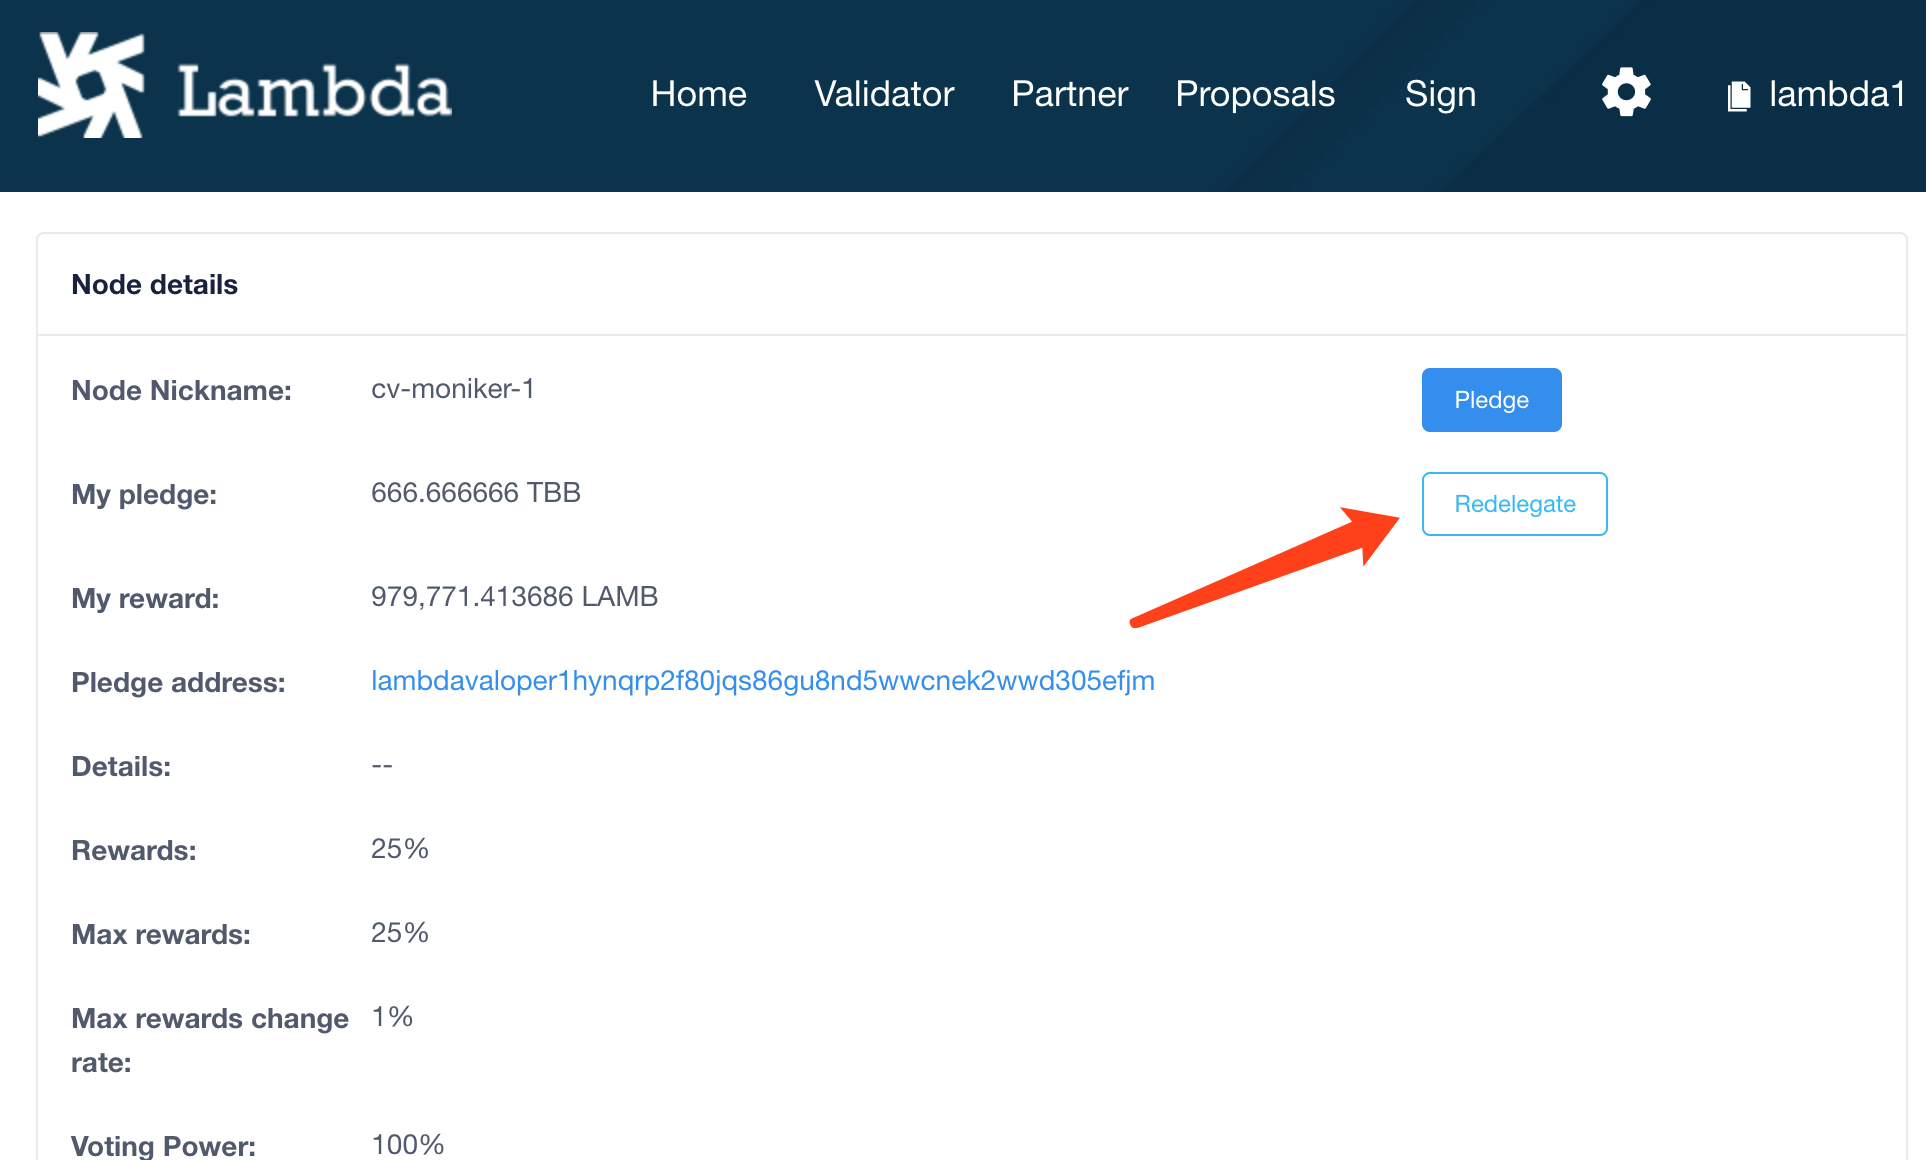 Lambda
Home Validator Partner Proposals Sign lambda1
Node details
Node Nickname: cv-moniker-1 Pledge
My pledge: 666.666666 TBB Redelegate
My reward: 979,771.413686 LAMB
Pledge address: lambdavaloper1hynqrp2f80jqs86gu8nd5wwcnek2wwd305efjm
Details: --
Rewards: 25%
Max rewards: 25%
Max rewards change 1%
rate:
Voting Power: 100%